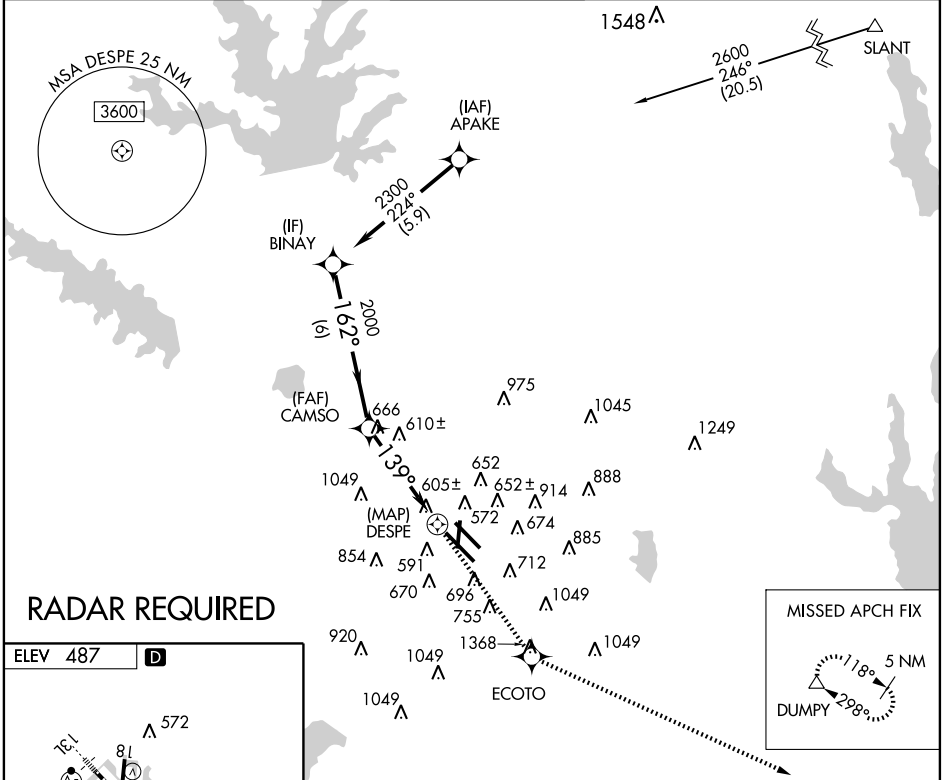 1548
SLANT
2600
246°
(20.5)
MSA DESPE 25 NM
3600
(IAF)
APAKE
2300
224°
(5.9)
(IF)
BINAY
2000
162°
(6)
(FAF)
CAMSO
666
610±
975
1045
1249
139°
1049
605±
652
652±
914
888
(MAP)
DESPE
572
674
885
854
591
712
670
696
755
1049
RADAR REQUIRED
920
1049
1368
1049
ECOTO
1049
MISSED APCH FIX
118°
5 NM
298°
DUMPY
ELEV 487
D
572
13L
18
V